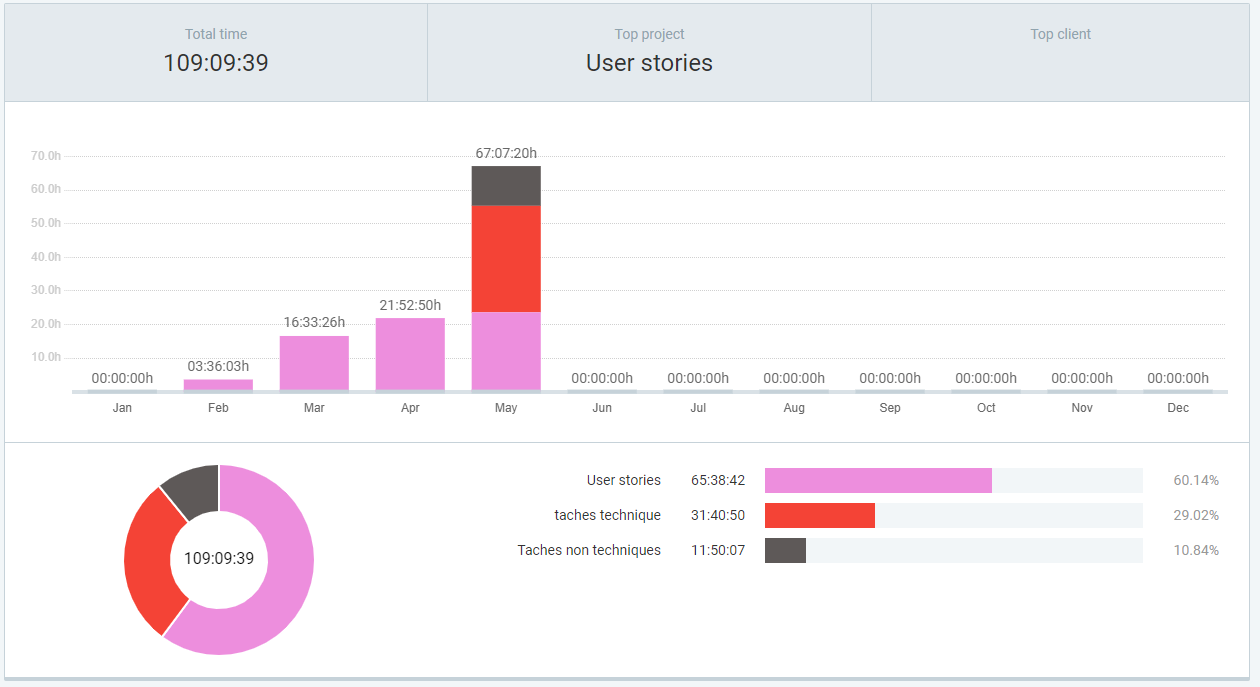 Total time
109:09:39
Top project
User stories
Top client
70.0h
60.0h
50.0h
40.0h
30.0h
20.0h
10.0h
00:00:00h
03:36:03h
16:33:26h
21:52:50h
67:07:20h
00:00:00h
00:00:00h
00:00:00h
00:00:00h
00:00:00h
00:00:00h
00:00:00h
Jan
Feb
Mar
Apr
May
Jun
Jul
Aug
Sep
Oct
Nov
Dec
109:09:39
User stories 65:38:42 60.14%
taches technique 31:40:50 29.02%
Taches non techniques 11:50:07 10.84%